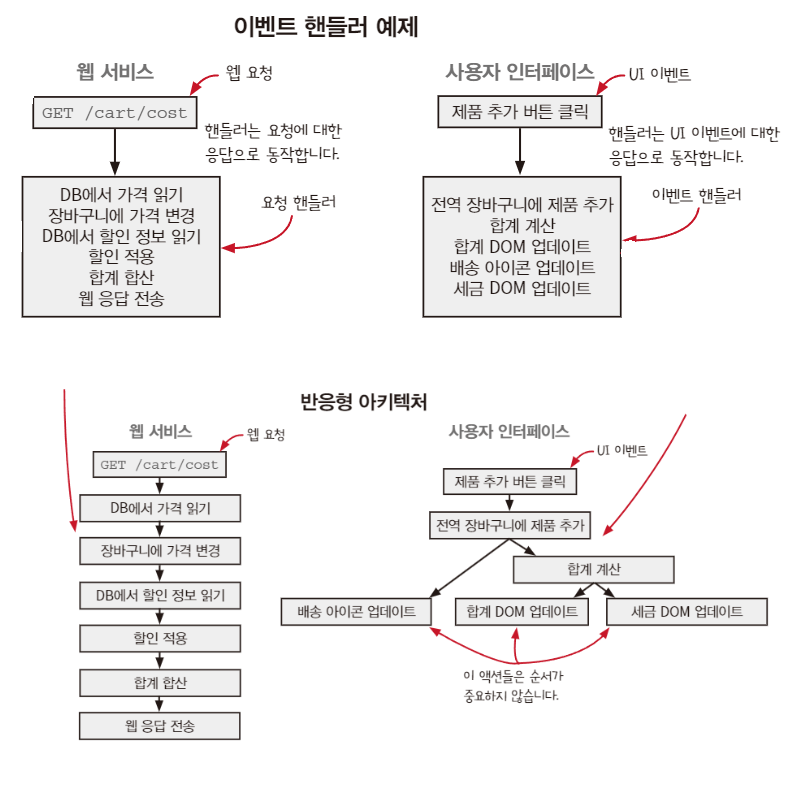 이벤트 핸들러 예제
웹 서비스
웹 요청
GET /cart/cost
핸들러는 요청에 대한
응답으로 동작합니다.
DB에서 가격 읽기
장바구니에 가격 변경
DB에서 할인 정보 읽기
할인 적용
합계 합산
웹 응답 전송
요청 핸들러
사용자 인터페이스
UI 이벤트
제품 추가 버튼 클릭
핸들러는 UI 이벤트에 대한
응답으로 동작합니다.
전역 장바구니에 제품 추가
합계 계산
합계 DOM 업데이트
배송 아이콘 업데이트
세금 DOM 업데이트
이벤트 핸들러
반응형 아키텍처
웹 서비스
웹 요청
GET /cart/cost
DB에서 가격 읽기
장바구니에 가격 변경
DB에서 할인 정보 읽기
할인 적용
합계 합산
웹 응답 전송
사용자 인터페이스
UI 이벤트
제품 추가 버튼 클릭
전역 장바구니에 제품 추가
합계 계산
배송 아이콘 업데이트
합계 DOM 업데이트
세금 DOM 업데이트
이 액션들은 순서가
중요하지 않습니다.